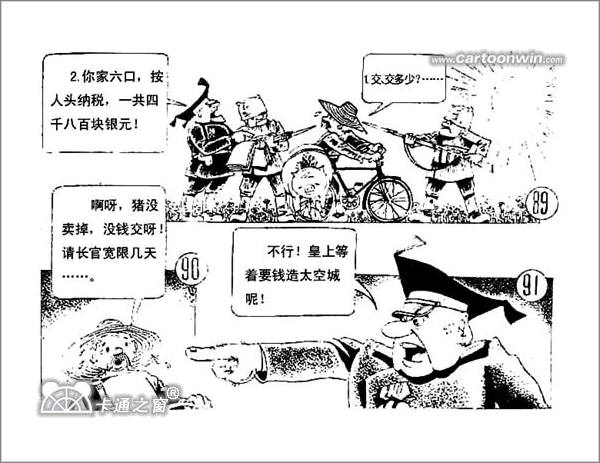 www.cartoonwin.com
1.交,交多少?……
2.你家六口，按
人头纳税，一共四
千八百块银元！
89
啊呀，猪没
卖掉，没钱交呀！
请长官宽限几天
……。
90
不行！皇上等
着要钱造太空城
呢！
91
卡通之窗®